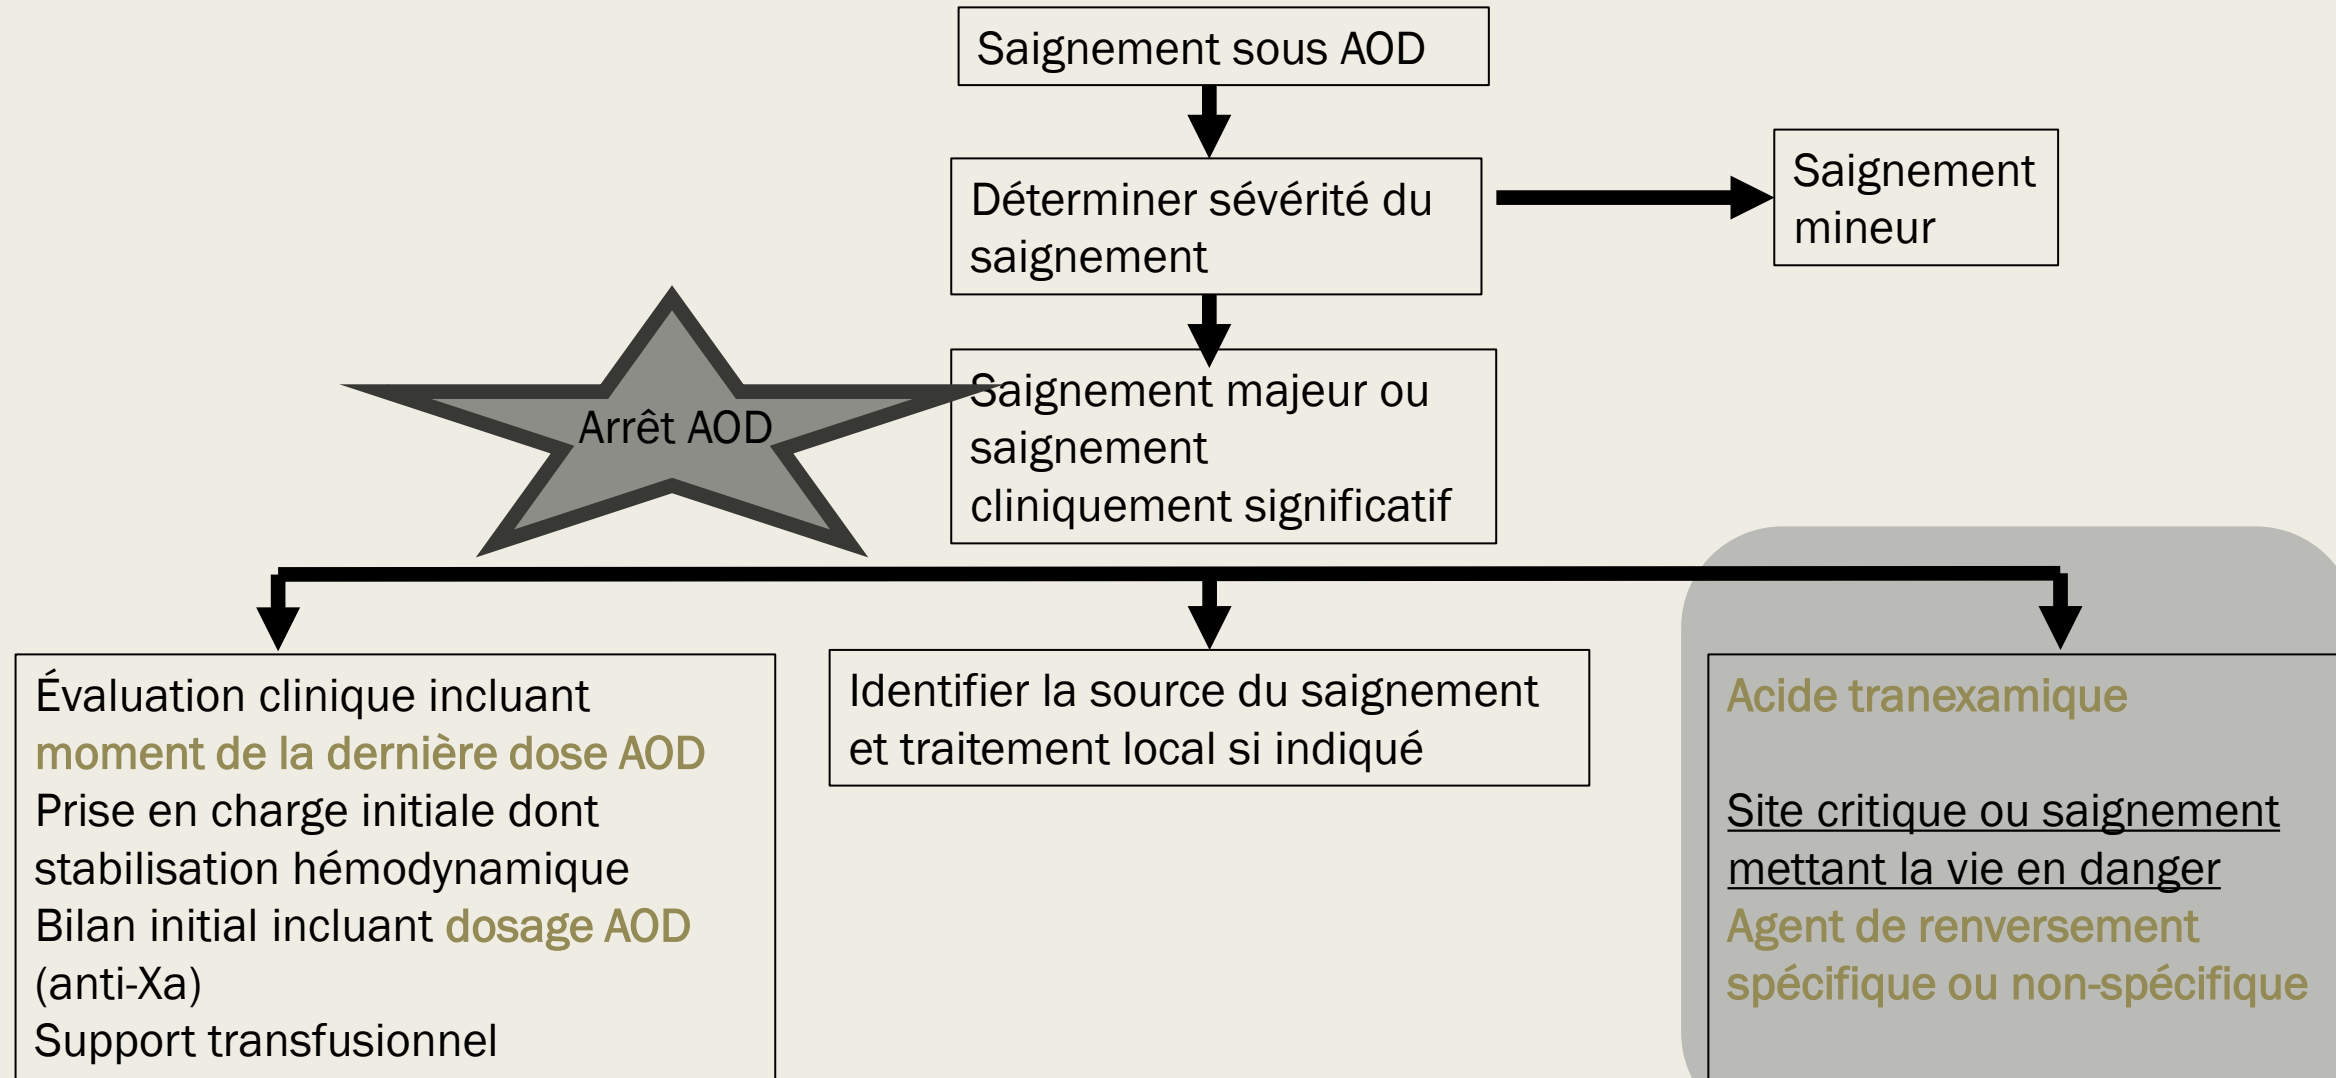 Saignement sous AOD
Déterminer sévérité du
saignement
Saignement
mineur
Arrêt AOD
Saignement majeur ou
saignement
cliniquement significatif
Évaluation clinique incluant
moment de la dernière dose AOD
Prise en charge initiale dont
stabilisation hémodynamique
Bilan initial incluant dosage AOD
(anti-Xa)
Support transfusionnel
Identifier la source du saignement
et traitement local si indiqué
Acide tranexamique
Site critique ou saignement
mettant la vie en danger
Agent de renversement
spécifique ou non-spécifique